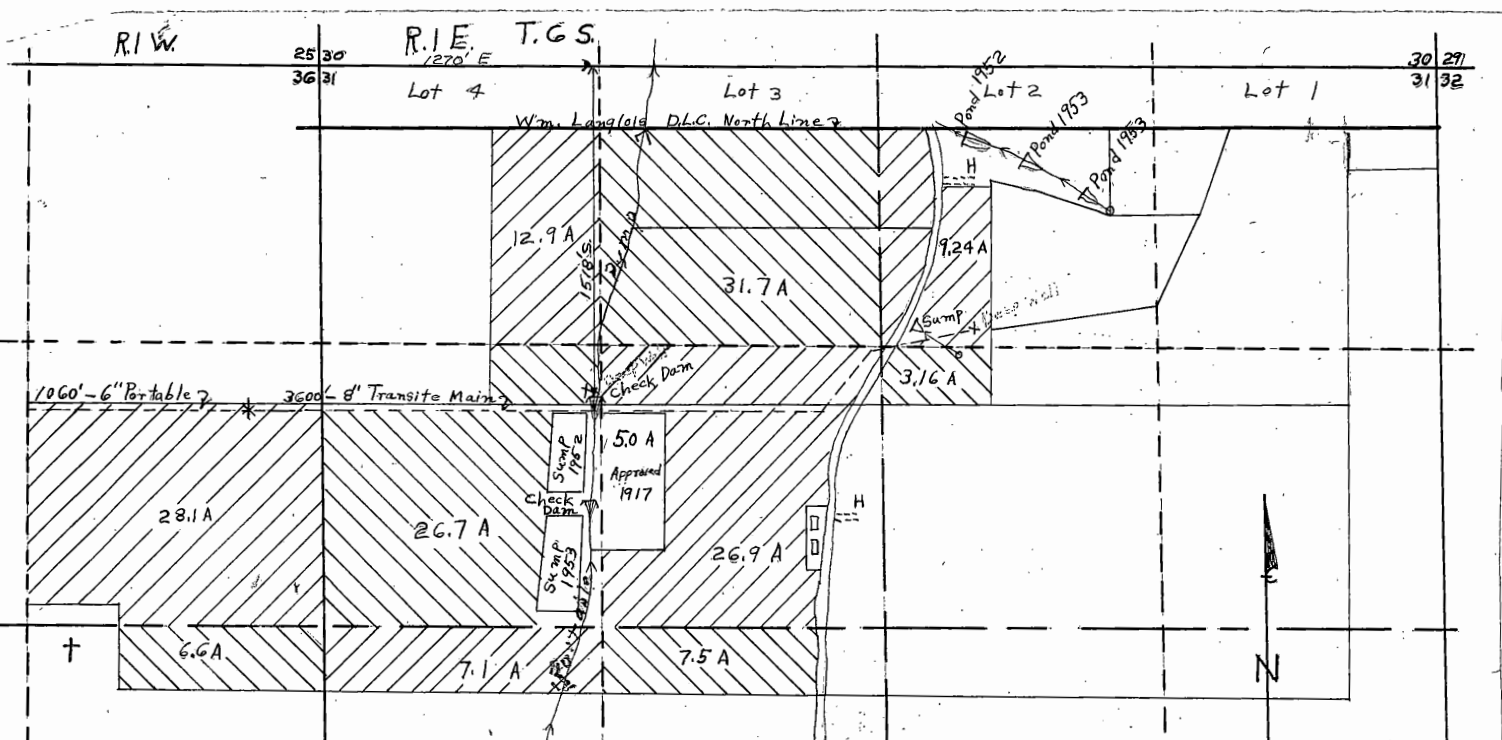 R.1 W.
R.1 E. T.6 S.
25 30
36 31
1270' E
30 29
31 32
Lot 4
Lot 3
Lot 2
Lot 1
Wm. Langlois D.L.C. North Line
Pond 1952
Pond 1953
Pond 1953
H
12.9 A
1518' S.
31.7 A
9.24 A
Sump
Deep Well
3.16 A
Check Dam
1060' - 6" Portable
3600' - 8" Transite Main
Sump
1952
5.0 A
Approved
1917
Check
Dam
H
28.1 A
26.7 A
Sump
1953
26.9 A
6.6 A
7.1 A
7.5 A
N